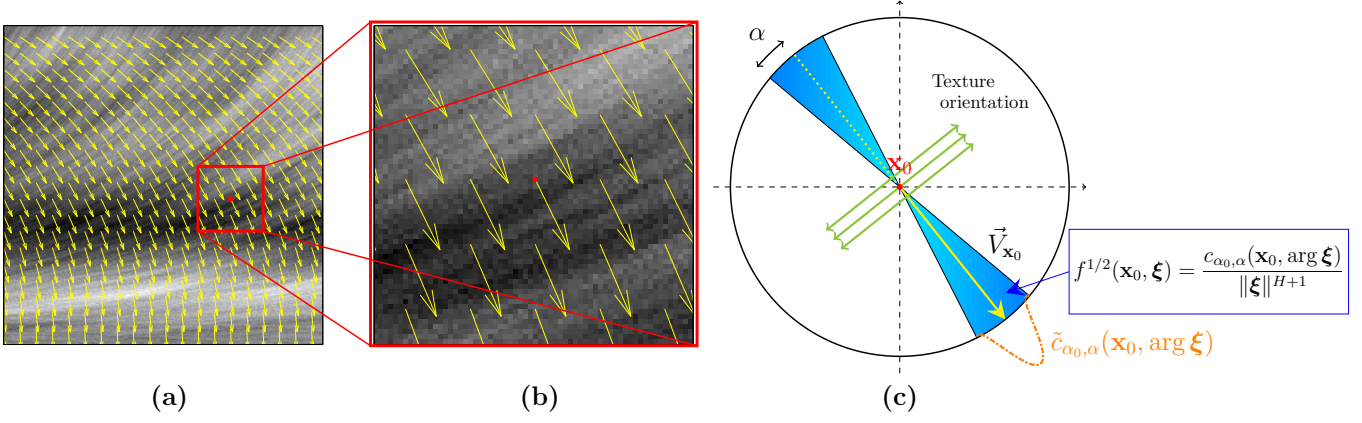 α
Texture
orientation
x₀
V⃗ₓ₀
f^{1/2}(x₀, ξ) = c_{α₀,α}(x₀, arg ξ) / ‖ξ‖^{H+1}
c̃_{α₀,α}(x₀, arg ξ)
(a)
(b)
(c)